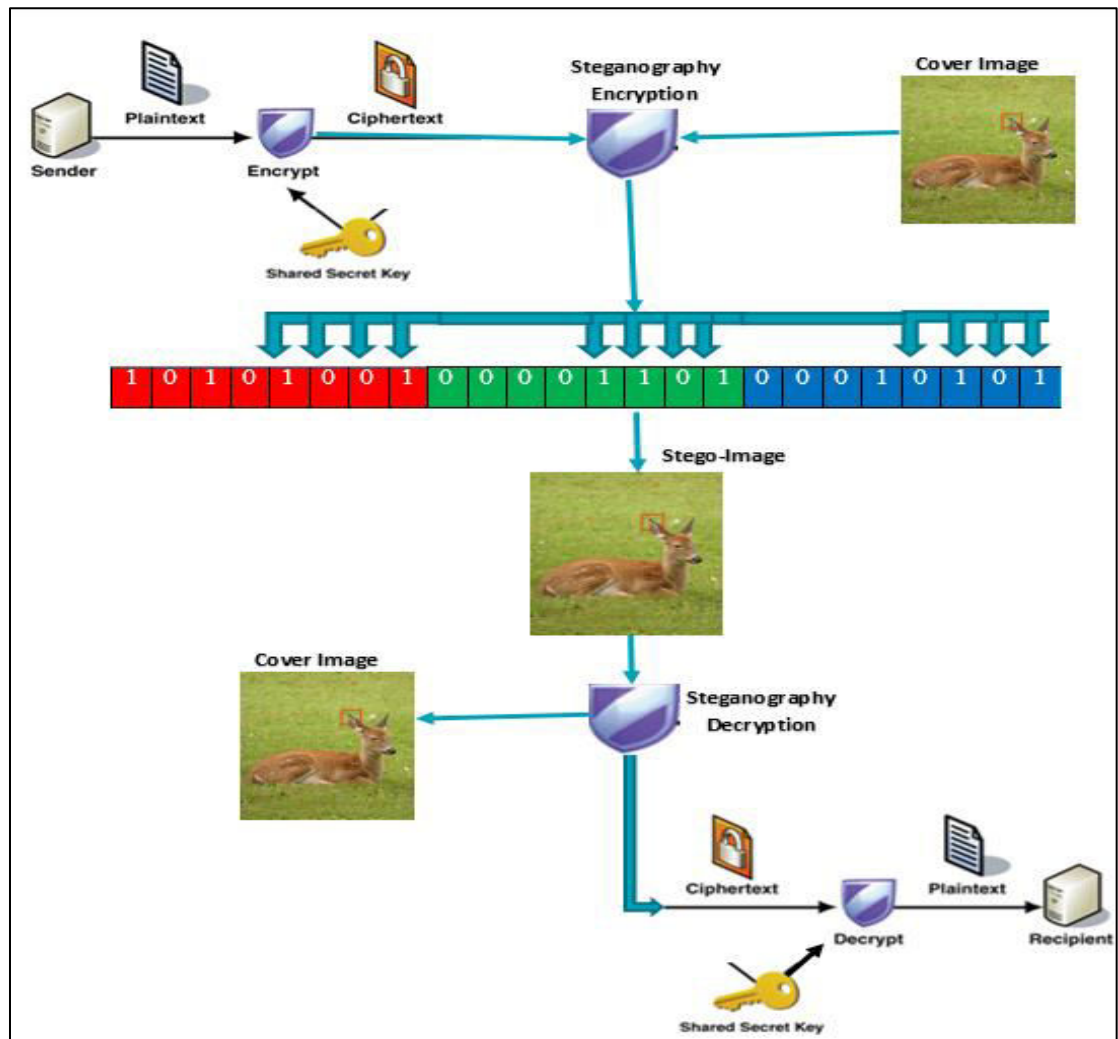 Plaintext
Ciphertext
Steganography
Encryption
Cover Image
Sender
Encrypt
Shared Secret Key
1 0 1 0 1 0 0 1 0 0 0 0 1 1 0 1 0 0 0 1 0 1 0 1
Stego-Image
Cover Image
Steganography
Decryption
Ciphertext
Plaintext
Decrypt
Recipient
Shared Secret Key